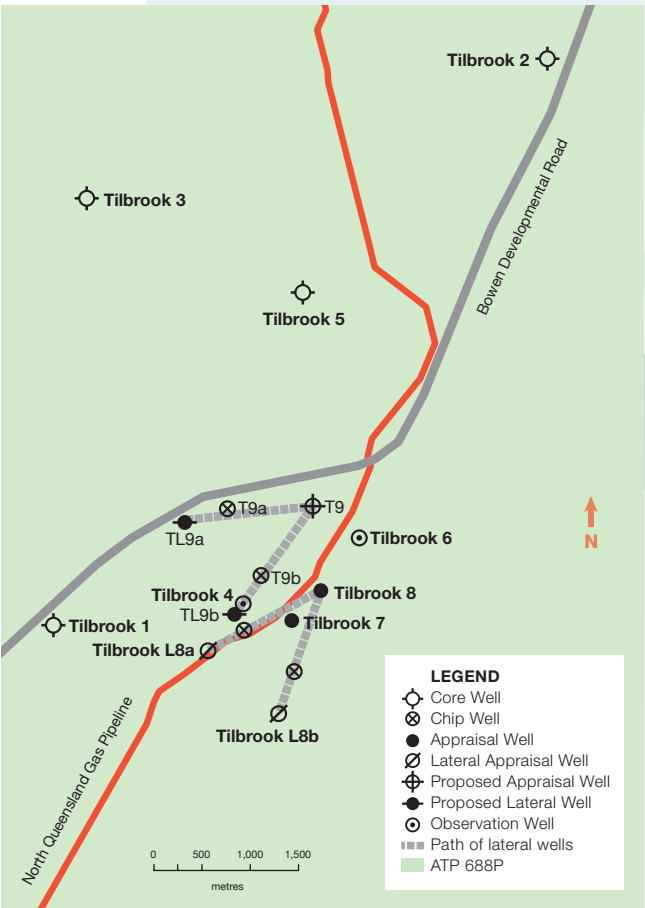 Tilbrook 2
Bowen Developmental Road
Tilbrook 3
Tilbrook 5
T9a
T9
TL9a
Tilbrook 6
N
T9b
Tilbrook 4
Tilbrook 8
TL9b
Tilbrook 7
Tilbrook 1
Tilbrook L8a
Tilbrook L8b
North Queensland Gas Pipeline
0 500 1,000 1,500
metres
LEGEND
Core Well
Chip Well
Appraisal Well
Lateral Appraisal Well
Proposed Appraisal Well
Proposed Lateral Well
Observation Well
Path of lateral wells
ATP 688P